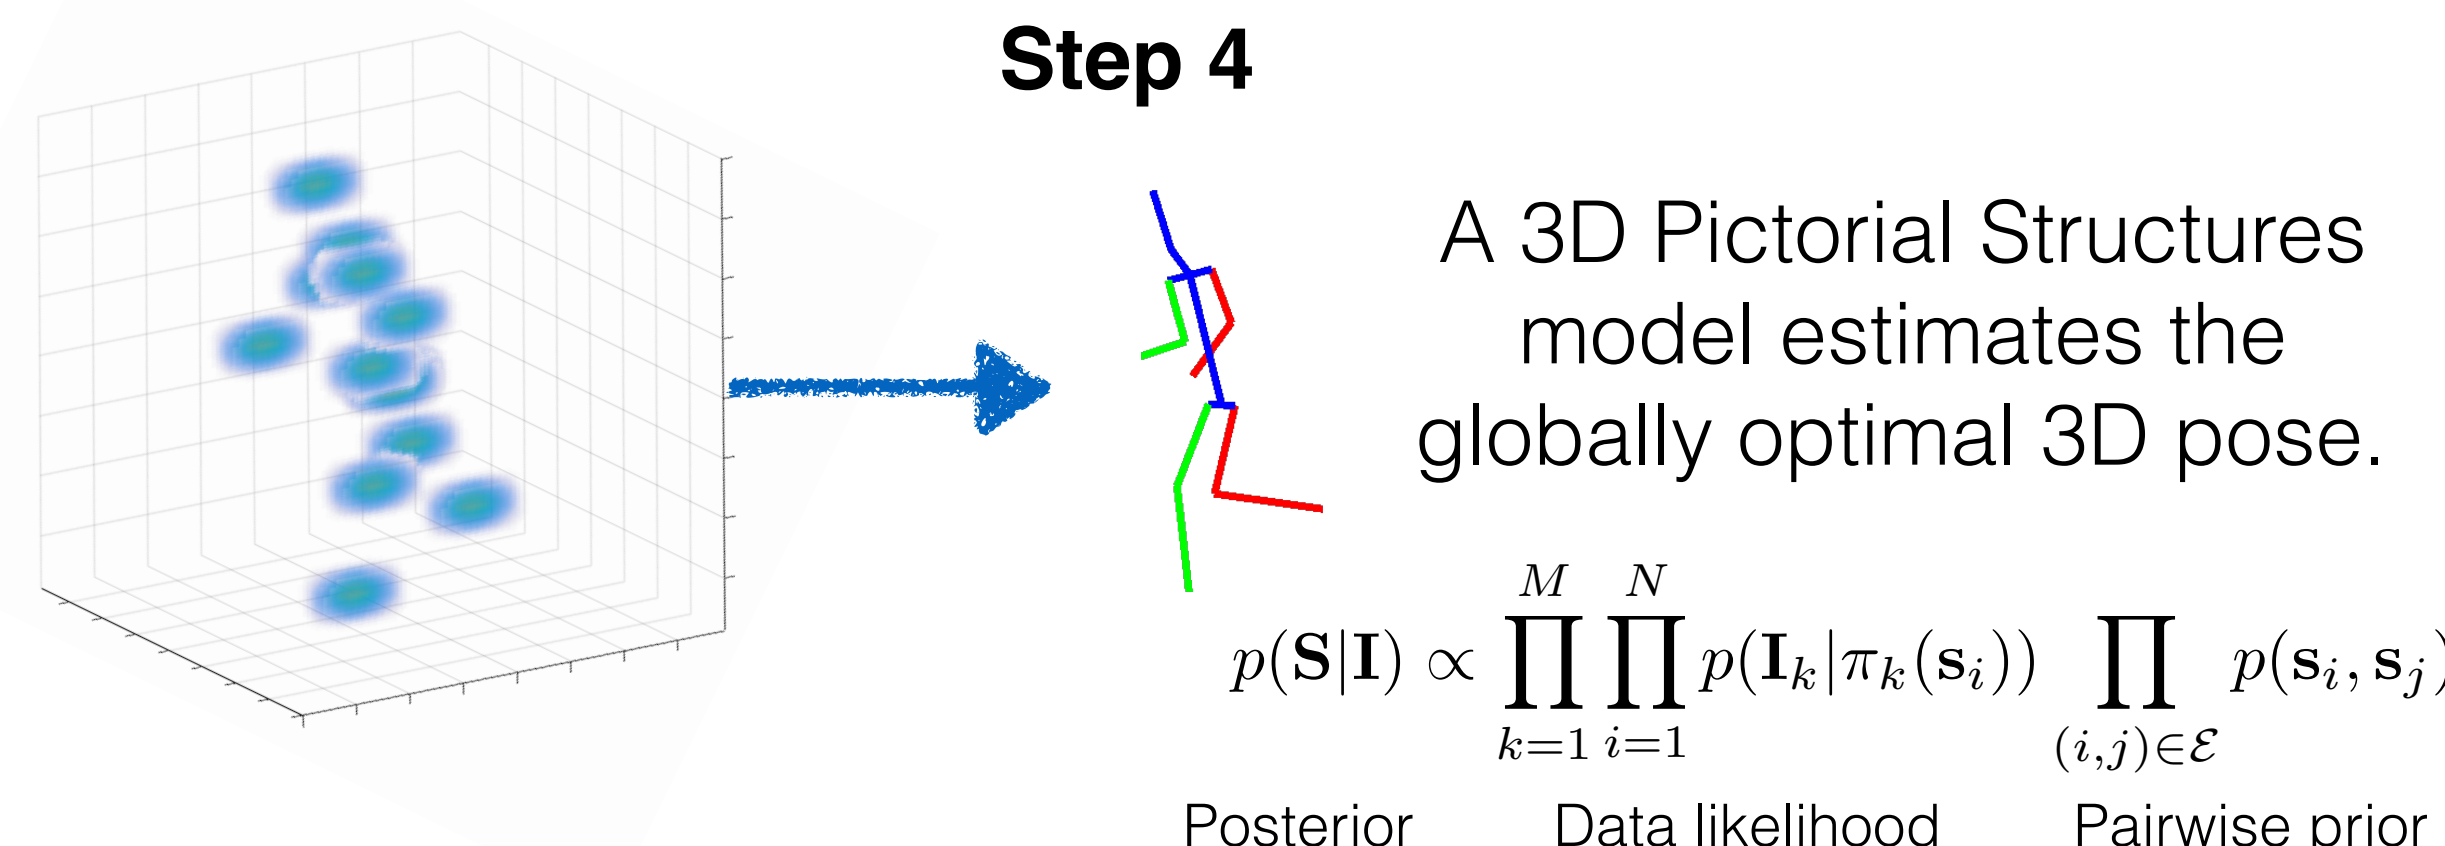 Step 4
A 3D Pictorial Structures
model estimates the
globally optimal 3D pose.
p(S|I) ∝ ∏_{k=1}^{M} ∏_{i=1}^{N} p(I_k|π_k(s_i)) ∏_{(i,j)∈ℰ} p(s_i, s_j)
Posterior Data likelihood Pairwise prior